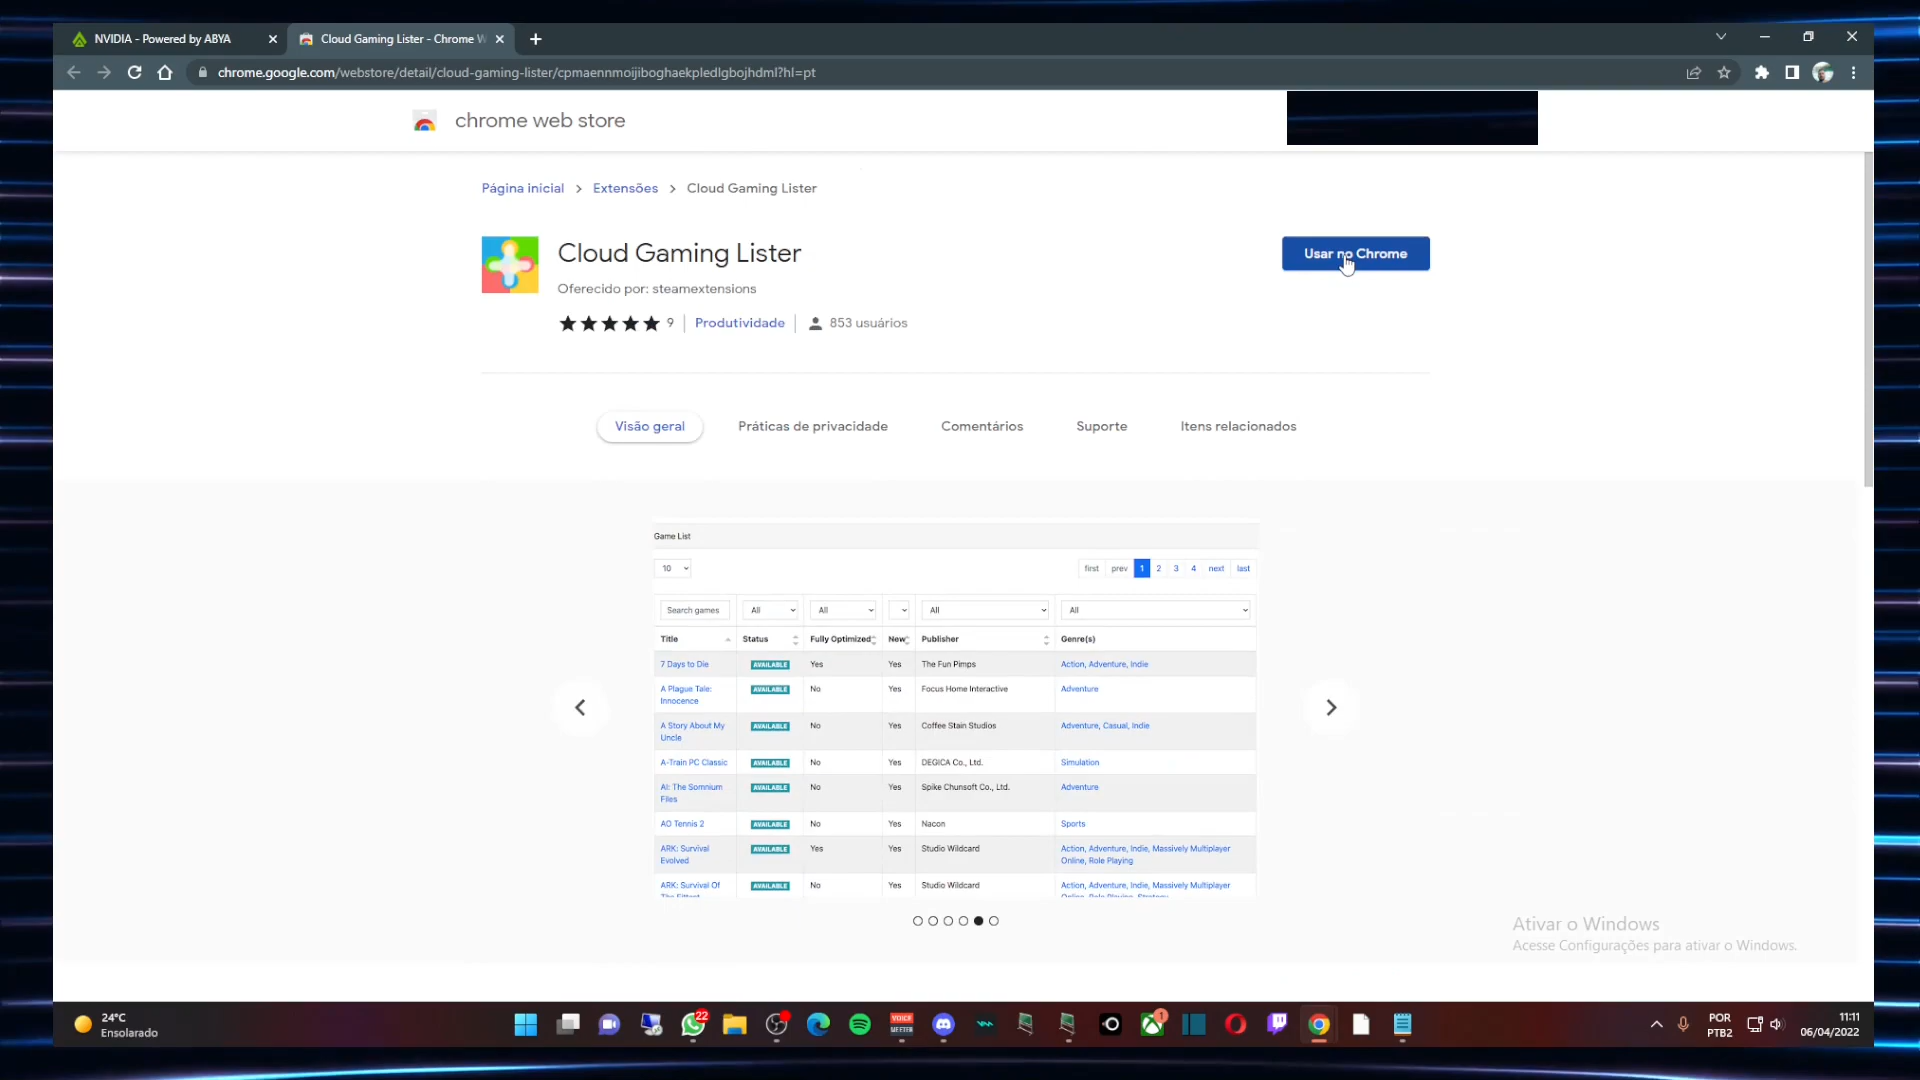 NVIDIA - Powered by ABYA
Cloud Gaming Lister - Chrome W
chrome.google.com/webstore/detail/cloud-gaming-lister/cpmaennmoijiboghaekpledlgbojhdml?hl=pt
chrome web store
Página inicial > Extensões > Cloud Gaming Lister
Cloud Gaming Lister
Usar no Chrome
Oferecido por: steamextensions
9 Produtividade 853 usuários
Visão geral Práticas de privacidade Comentários Suporte Itens relacionados
Game List
10 first prev 1 2 3 4 next last
Search games All All All All
Title Status Fully Optimized New Publisher Genre(s)
7 Days to Die AVAILABLE Yes Yes The Fun Pimps Action, Adventure, Indie
A Plague Tale: AVAILABLE No Yes Focus Home Interactive Adventure
Innocence
A Story About My AVAILABLE No Yes Coffee Stain Studios Adventure, Casual, Indie
Uncle
A-Train PC Classic AVAILABLE No Yes DEGICA Co., Ltd. Simulation
AI: The Somnium AVAILABLE No Yes Spike Chunsoft Co., Ltd. Adventure
Files
AO Tennis 2 AVAILABLE No Yes Nacon Sports
ARK: Survival AVAILABLE Yes Yes Studio Wildcard Action, Adventure, Indie, Massively Multiplayer
Evolved Online, Role Playing
ARK: Survival Of AVAILABLE No Yes Studio Wildcard Action, Adventure, Indie, Massively Multiplayer
The Fittest Online, Role Playing, Strategy
Ativar o Windows
Acesse Configurações para ativar o Windows.
24°C
Ensolarado
22
VOICE
MEETER
1
POR
PTB2
11:11
06/04/2022